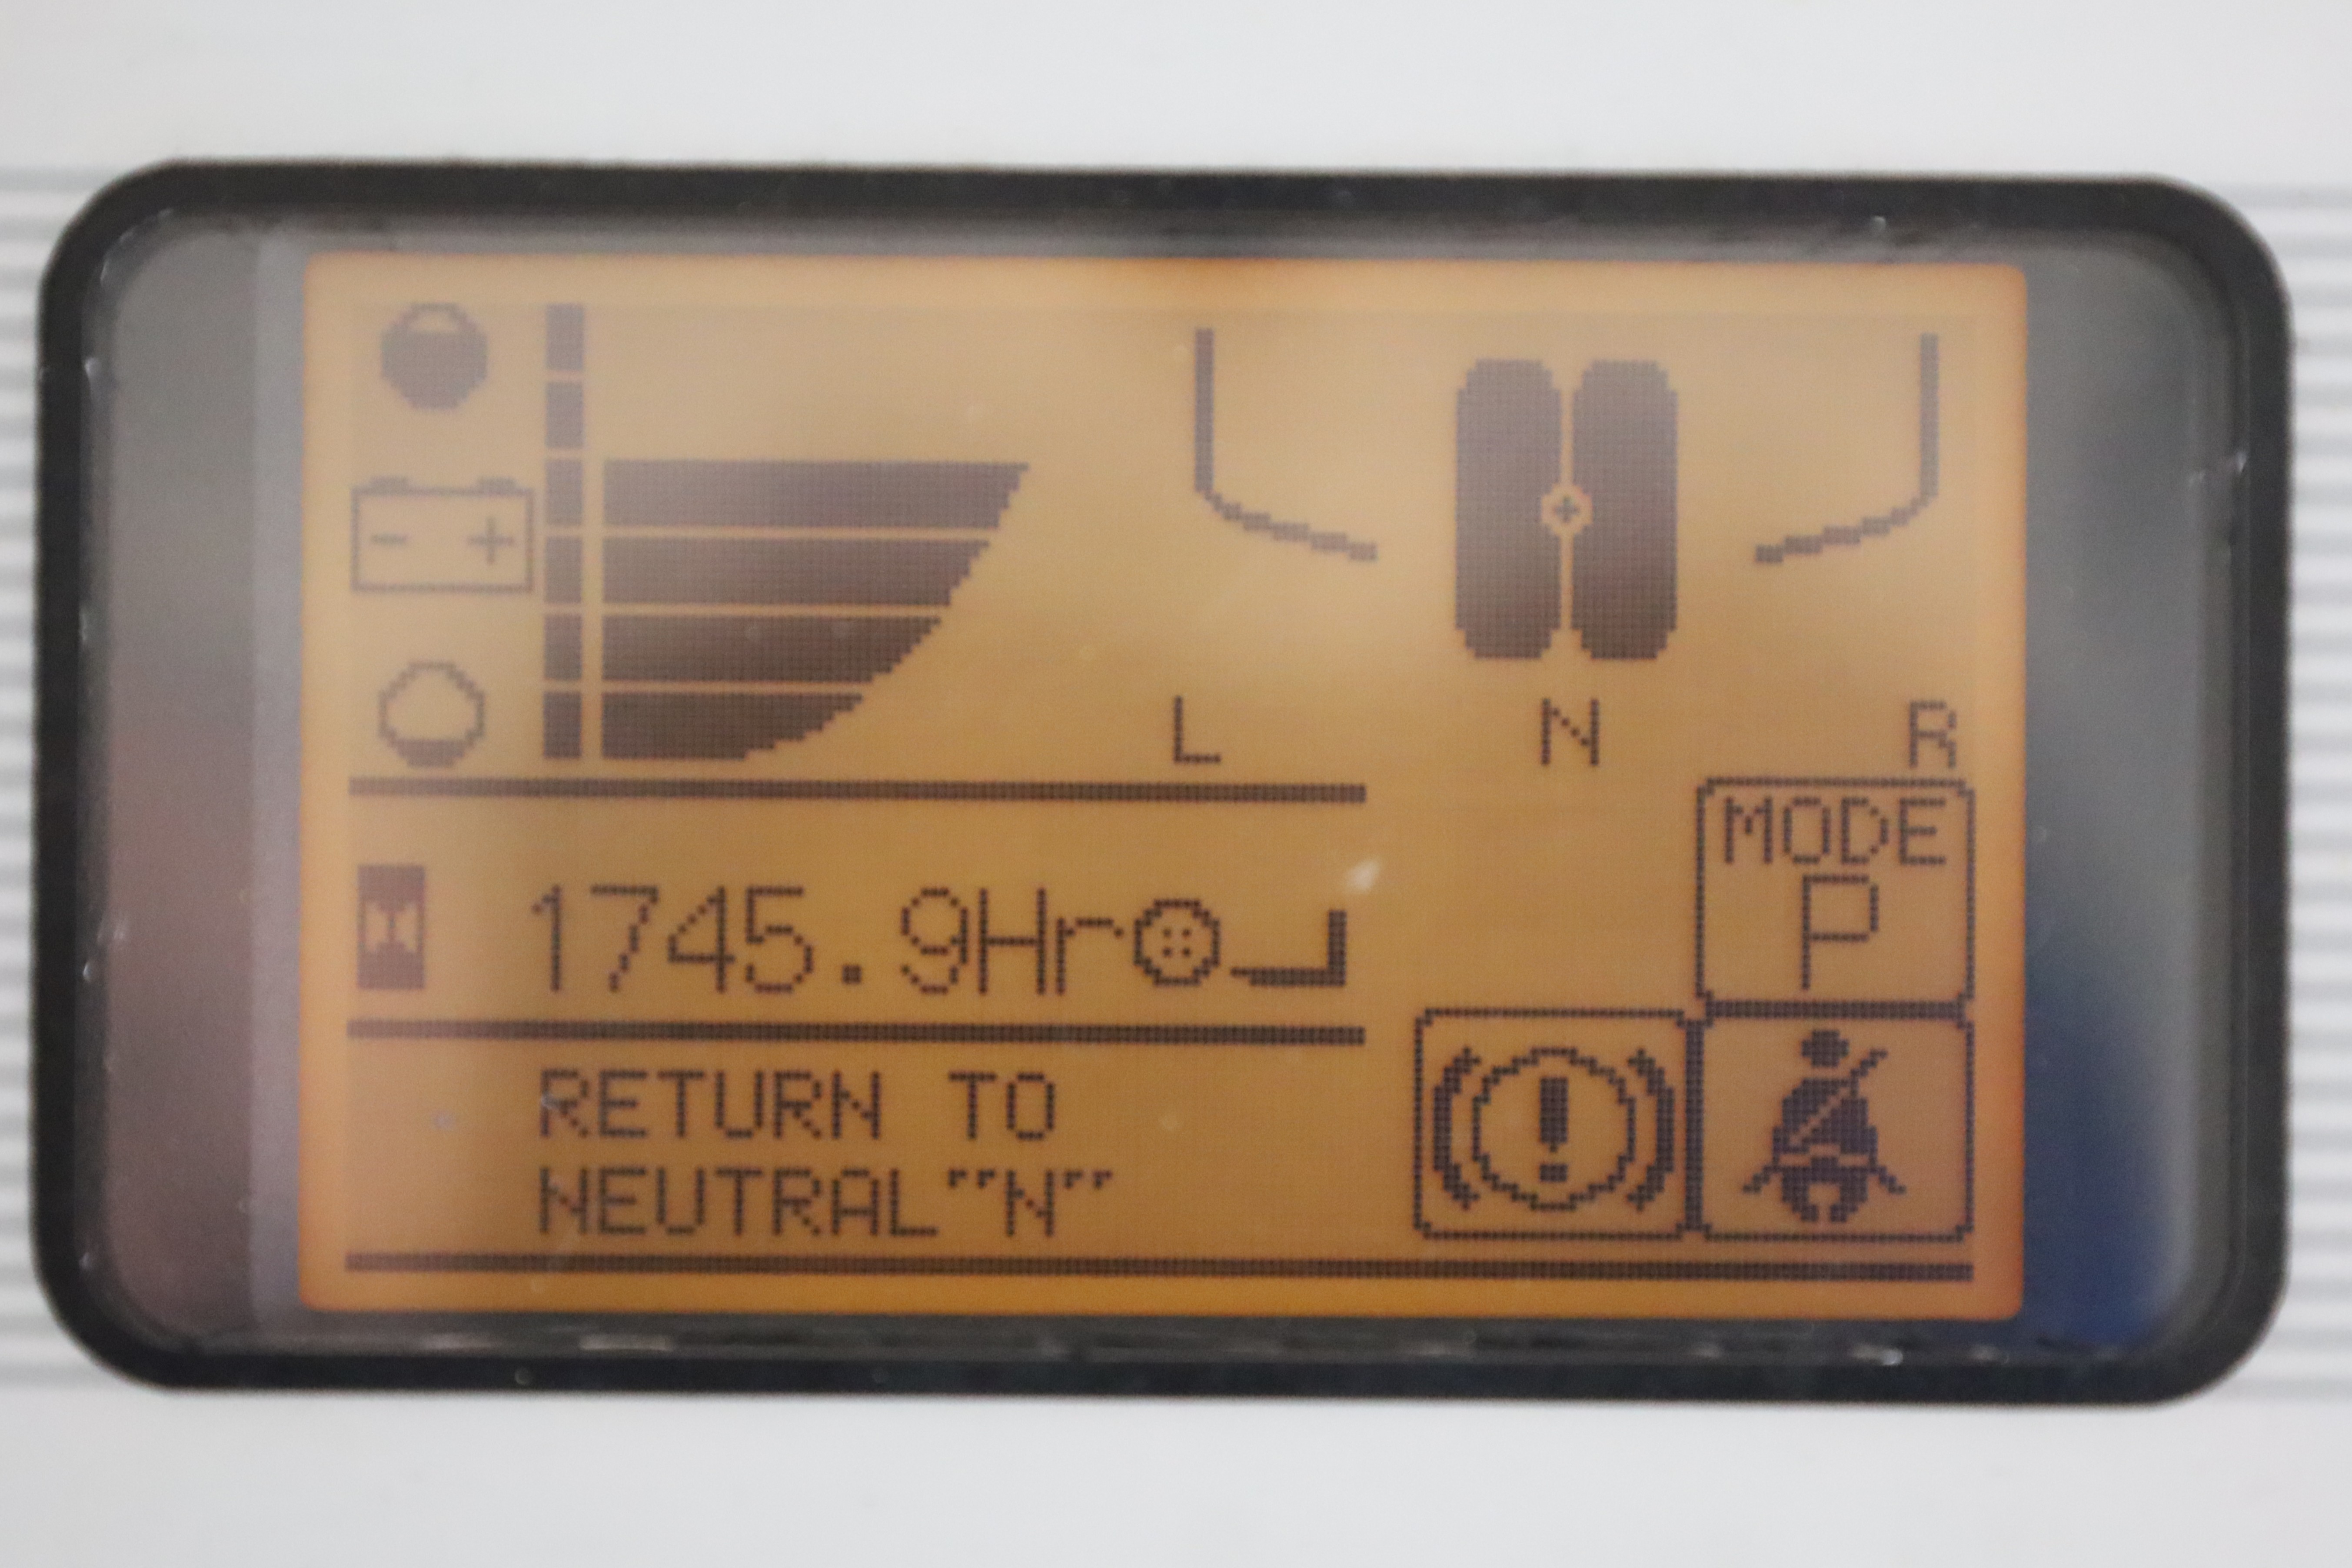 L N R
MODE
P
1745.9Hr
RETURN TO
NEUTRAL"N"